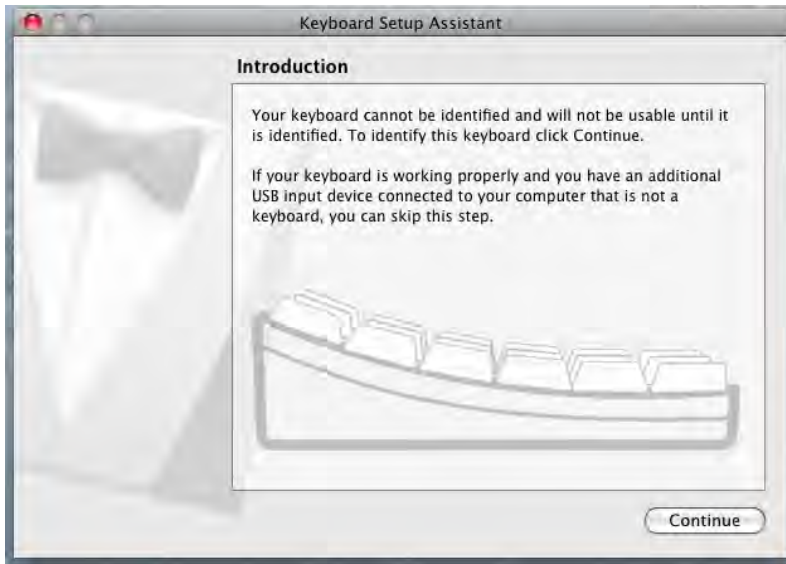 Keyboard Setup Assistant
Introduction
Your keyboard cannot be identified and will not be usable until it
is identified. To identify this keyboard click Continue.
If your keyboard is working properly and you have an additional
USB input device connected to your computer that is not a
keyboard, you can skip this step.
Continue